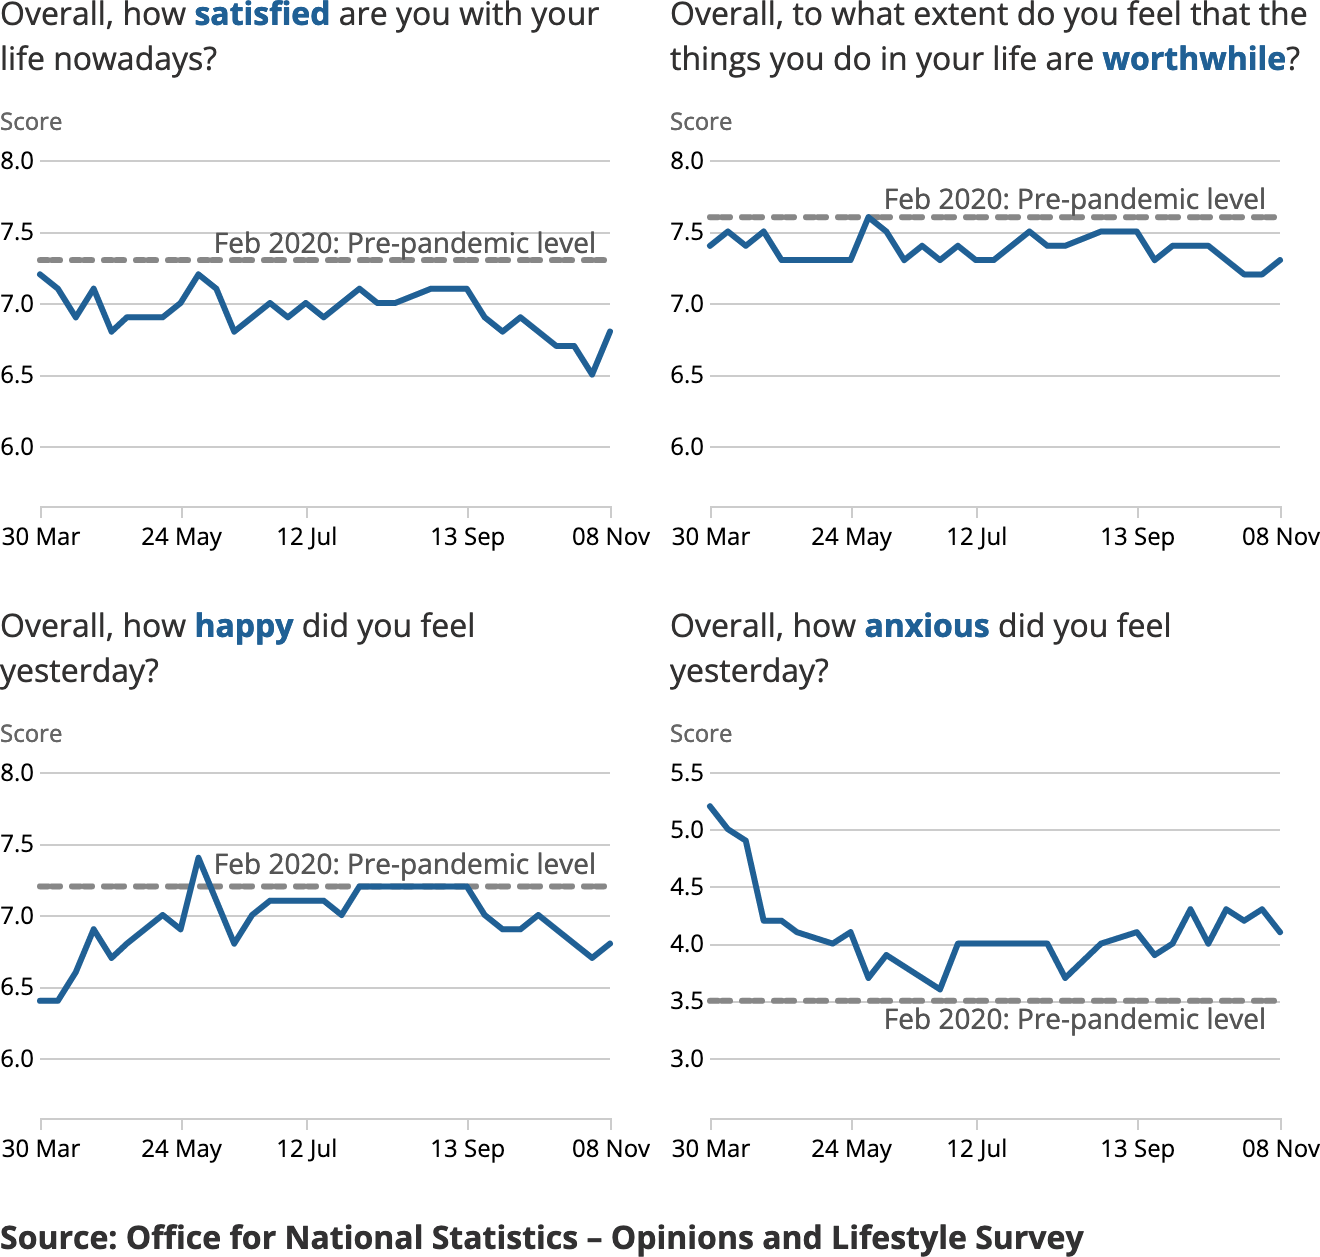 Overall, how satisfied are you with your
life nowadays?
Score
8.0
7.5
Feb 2020: Pre-pandemic level
7.0
6.5
6.0
30 Mar
24 May
12 Jul
13 Sep
08 Nov
Overall, to what extent do you feel that the
things you do in your life are worthwhile?
Score
8.0
Feb 2020: Pre-pandemic level
7.5
7.0
6.5
6.0
30 Mar
24 May
12 Jul
13 Sep
08 Nov
Overall, how happy did you feel
yesterday?
Score
8.0
7.5
Feb 2020: Pre-pandemic level
7.0
6.5
6.0
30 Mar
24 May
12 Jul
13 Sep
08 Nov
Overall, how anxious did you feel
yesterday?
Score
5.5
5.0
4.5
4.0
3.5
Feb 2020: Pre-pandemic level
3.0
30 Mar
24 May
12 Jul
13 Sep
08 Nov
Source: Office for National Statistics – Opinions and Lifestyle Survey